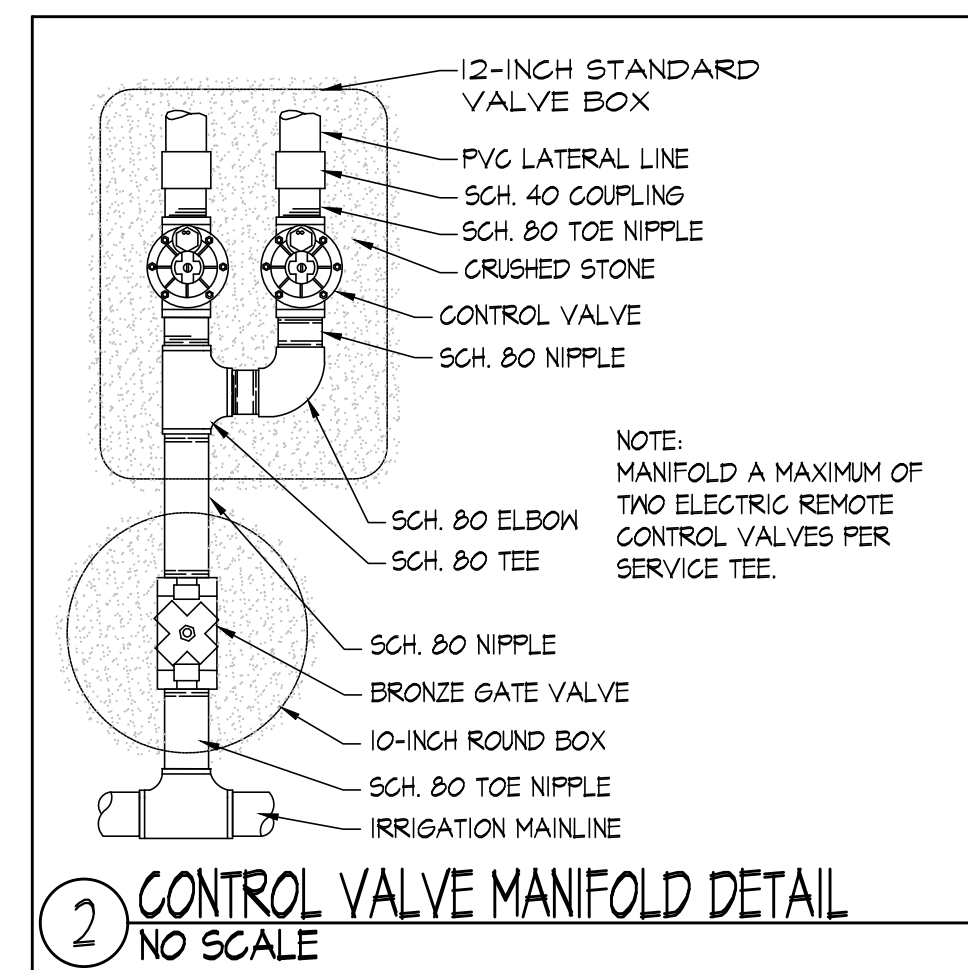 12-INCH STANDARD
VALVE BOX
PVC LATERAL LINE
SCH. 40 COUPLING
SCH. 80 TOE NIPPLE
CRUSHED STONE
CONTROL VALVE
SCH. 80 NIPPLE
NOTE:
MANIFOLD A MAXIMUM OF
TWO ELECTRIC REMOTE
CONTROL VALVES PER
SERVICE TEE.
SCH. 80 ELBOW
SCH. 80 TEE
SCH. 80 NIPPLE
BRONZE GATE VALVE
10-INCH ROUND BOX
SCH. 80 TOE NIPPLE
IRRIGATION MAINLINE
2 CONTROL VALVE MANIFOLD DETAIL
NO SCALE